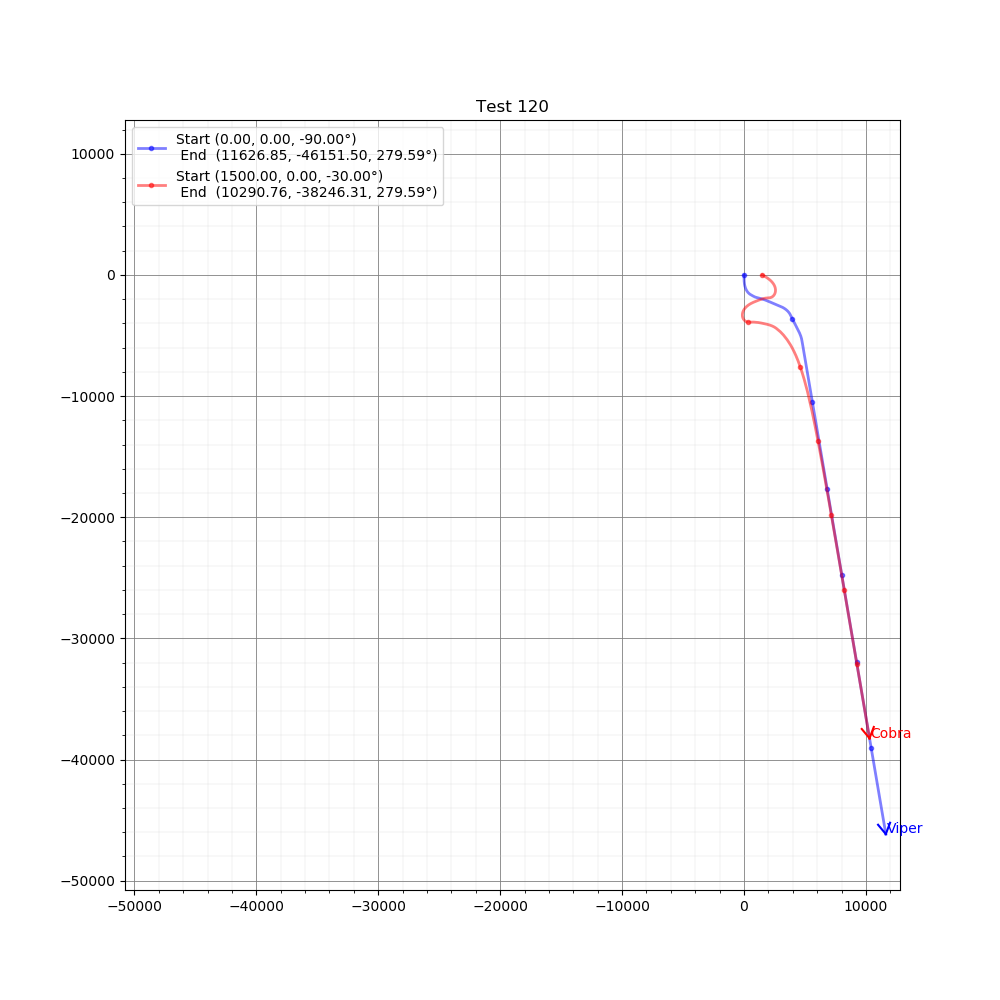 Test 120
Start (0.00, 0.00, -90.00°)
End  (11626.85, -46151.50, 279.59°)
Start (1500.00, 0.00, -30.00°)
End  (10290.76, -38246.31, 279.59°)
10000
0
−10000
−20000
−30000
−40000
−50000
Cobra
Viper
−50000 −40000 −30000 −20000 −10000 0 10000